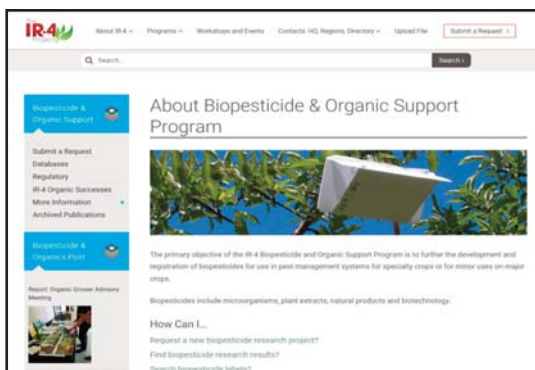 The
IR-4
Project
About IR-4
Programs
Workshops and Events
Contacts: HQ, Regions, Directory
Upload File
Submit a Request >
Search...
Search >
Biopesticide &
Organic Support
Submit a Request
Databases
Regulatory
IR-4 Organic Successes
More Information +
Archived Publications
Biopesticide &
Organics Post
Report: Organic Grower Advisory
Meeting
About Biopesticide & Organic Support
Program
The primary objective of the IR-4 Biopesticide and Organic Support Program is to further the development and
registration of biopesticides for use in pest management systems for specialty crops or for minor uses on major
crops.
Biopesticides include microorganisms, plant extracts, natural products and biotechnology.
How Can I...
Request a new biopesticide research project?
Find biopesticide research results?
Search biopesticide labels?